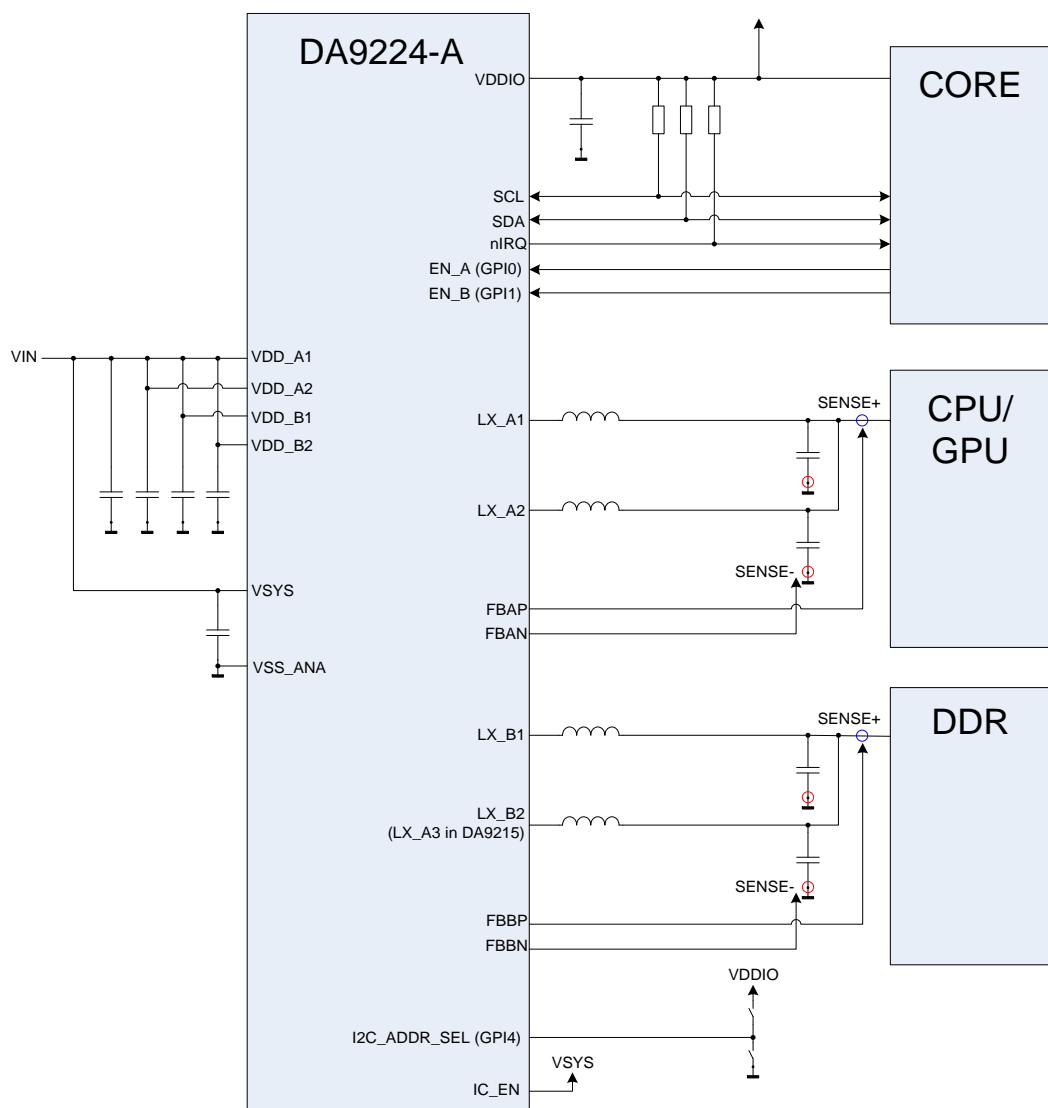 DA9224-A
VDDIO
CORE
SCL
SDA
nIRQ
EN_A (GPI0)
EN_B (GPI1)
VIN
VDD_A1
VDD_A2
VDD_B1
VDD_B2
VSYS
VSS_ANA
LX_A1
SENSE+
CPU/
GPU
LX_A2
SENSE-
FBAP
FBAN
LX_B1
SENSE+
DDR
LX_B2
(LX_A3 in DA9215)
SENSE-
FBBP
FBBN
VDDIO
I2C_ADDR_SEL (GPI4)
VSYS
IC_EN